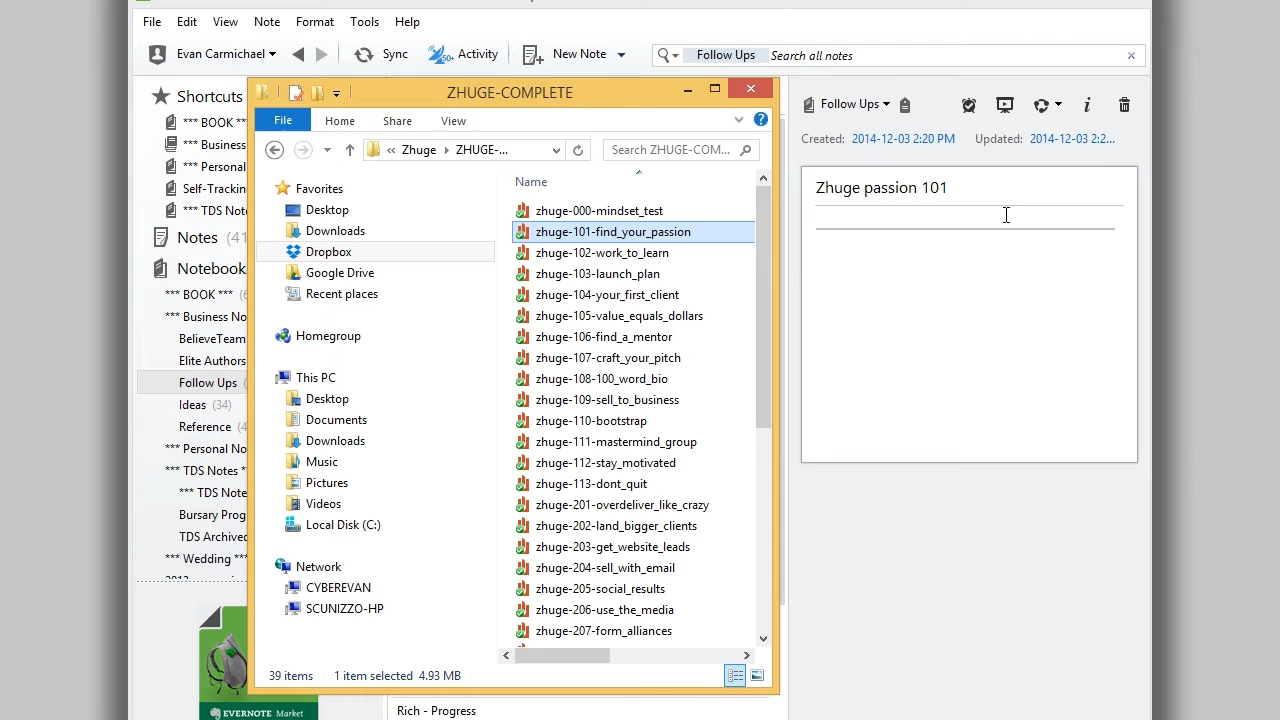 File Edit View Note Format Tools Help
Evan Carmichael Sync Activity New Note Follow Ups Search all notes
Shortcuts
*** BOOK **
*** Business
*** Personal
Self-Tracking
*** TDS Note
Notes (41
Notebook
*** BOOK ***
*** Business No
BelieveTeam
Elite Authors
Follow Ups
Ideas (34)
Reference (4
*** Personal No
*** TDS Notes *
*** TDS Note
Bursary Prog
TDS Archived
*** Wedding **
EVERNOTE Market
ZHUGE-COMPLETE
File Home Share View
« Zhuge ZHUGE-... Search ZHUGE-COM...
Favorites
Desktop
Downloads
Dropbox
Google Drive
Recent places
Homegroup
This PC
Desktop
Documents
Downloads
Music
Pictures
Videos
Local Disk (C:)
Network
CYBEREVAN
SCUNIZZO-HP
Name
zhuge-000-mindset_test
zhuge-101-find_your_passion
zhuge-102-work_to_learn
zhuge-103-launch_plan
zhuge-104-your_first_client
zhuge-105-value_equals_dollars
zhuge-106-find_a_mentor
zhuge-107-craft_your_pitch
zhuge-108-100_word_bio
zhuge-109-sell_to_business
zhuge-110-bootstrap
zhuge-111-mastermind_group
zhuge-112-stay_motivated
zhuge-113-dont_quit
zhuge-201-overdeliver_like_crazy
zhuge-202-land_bigger_clients
zhuge-203-get_website_leads
zhuge-204-sell_with_email
zhuge-205-social_results
zhuge-206-use_the_media
zhuge-207-form_alliances
39 items 1 item selected 4.93 MB
Rich - Progress
Follow Ups
Created: 2014-12-03 2:20 PM Updated: 2014-12-03 2:2...
Zhuge passion 101